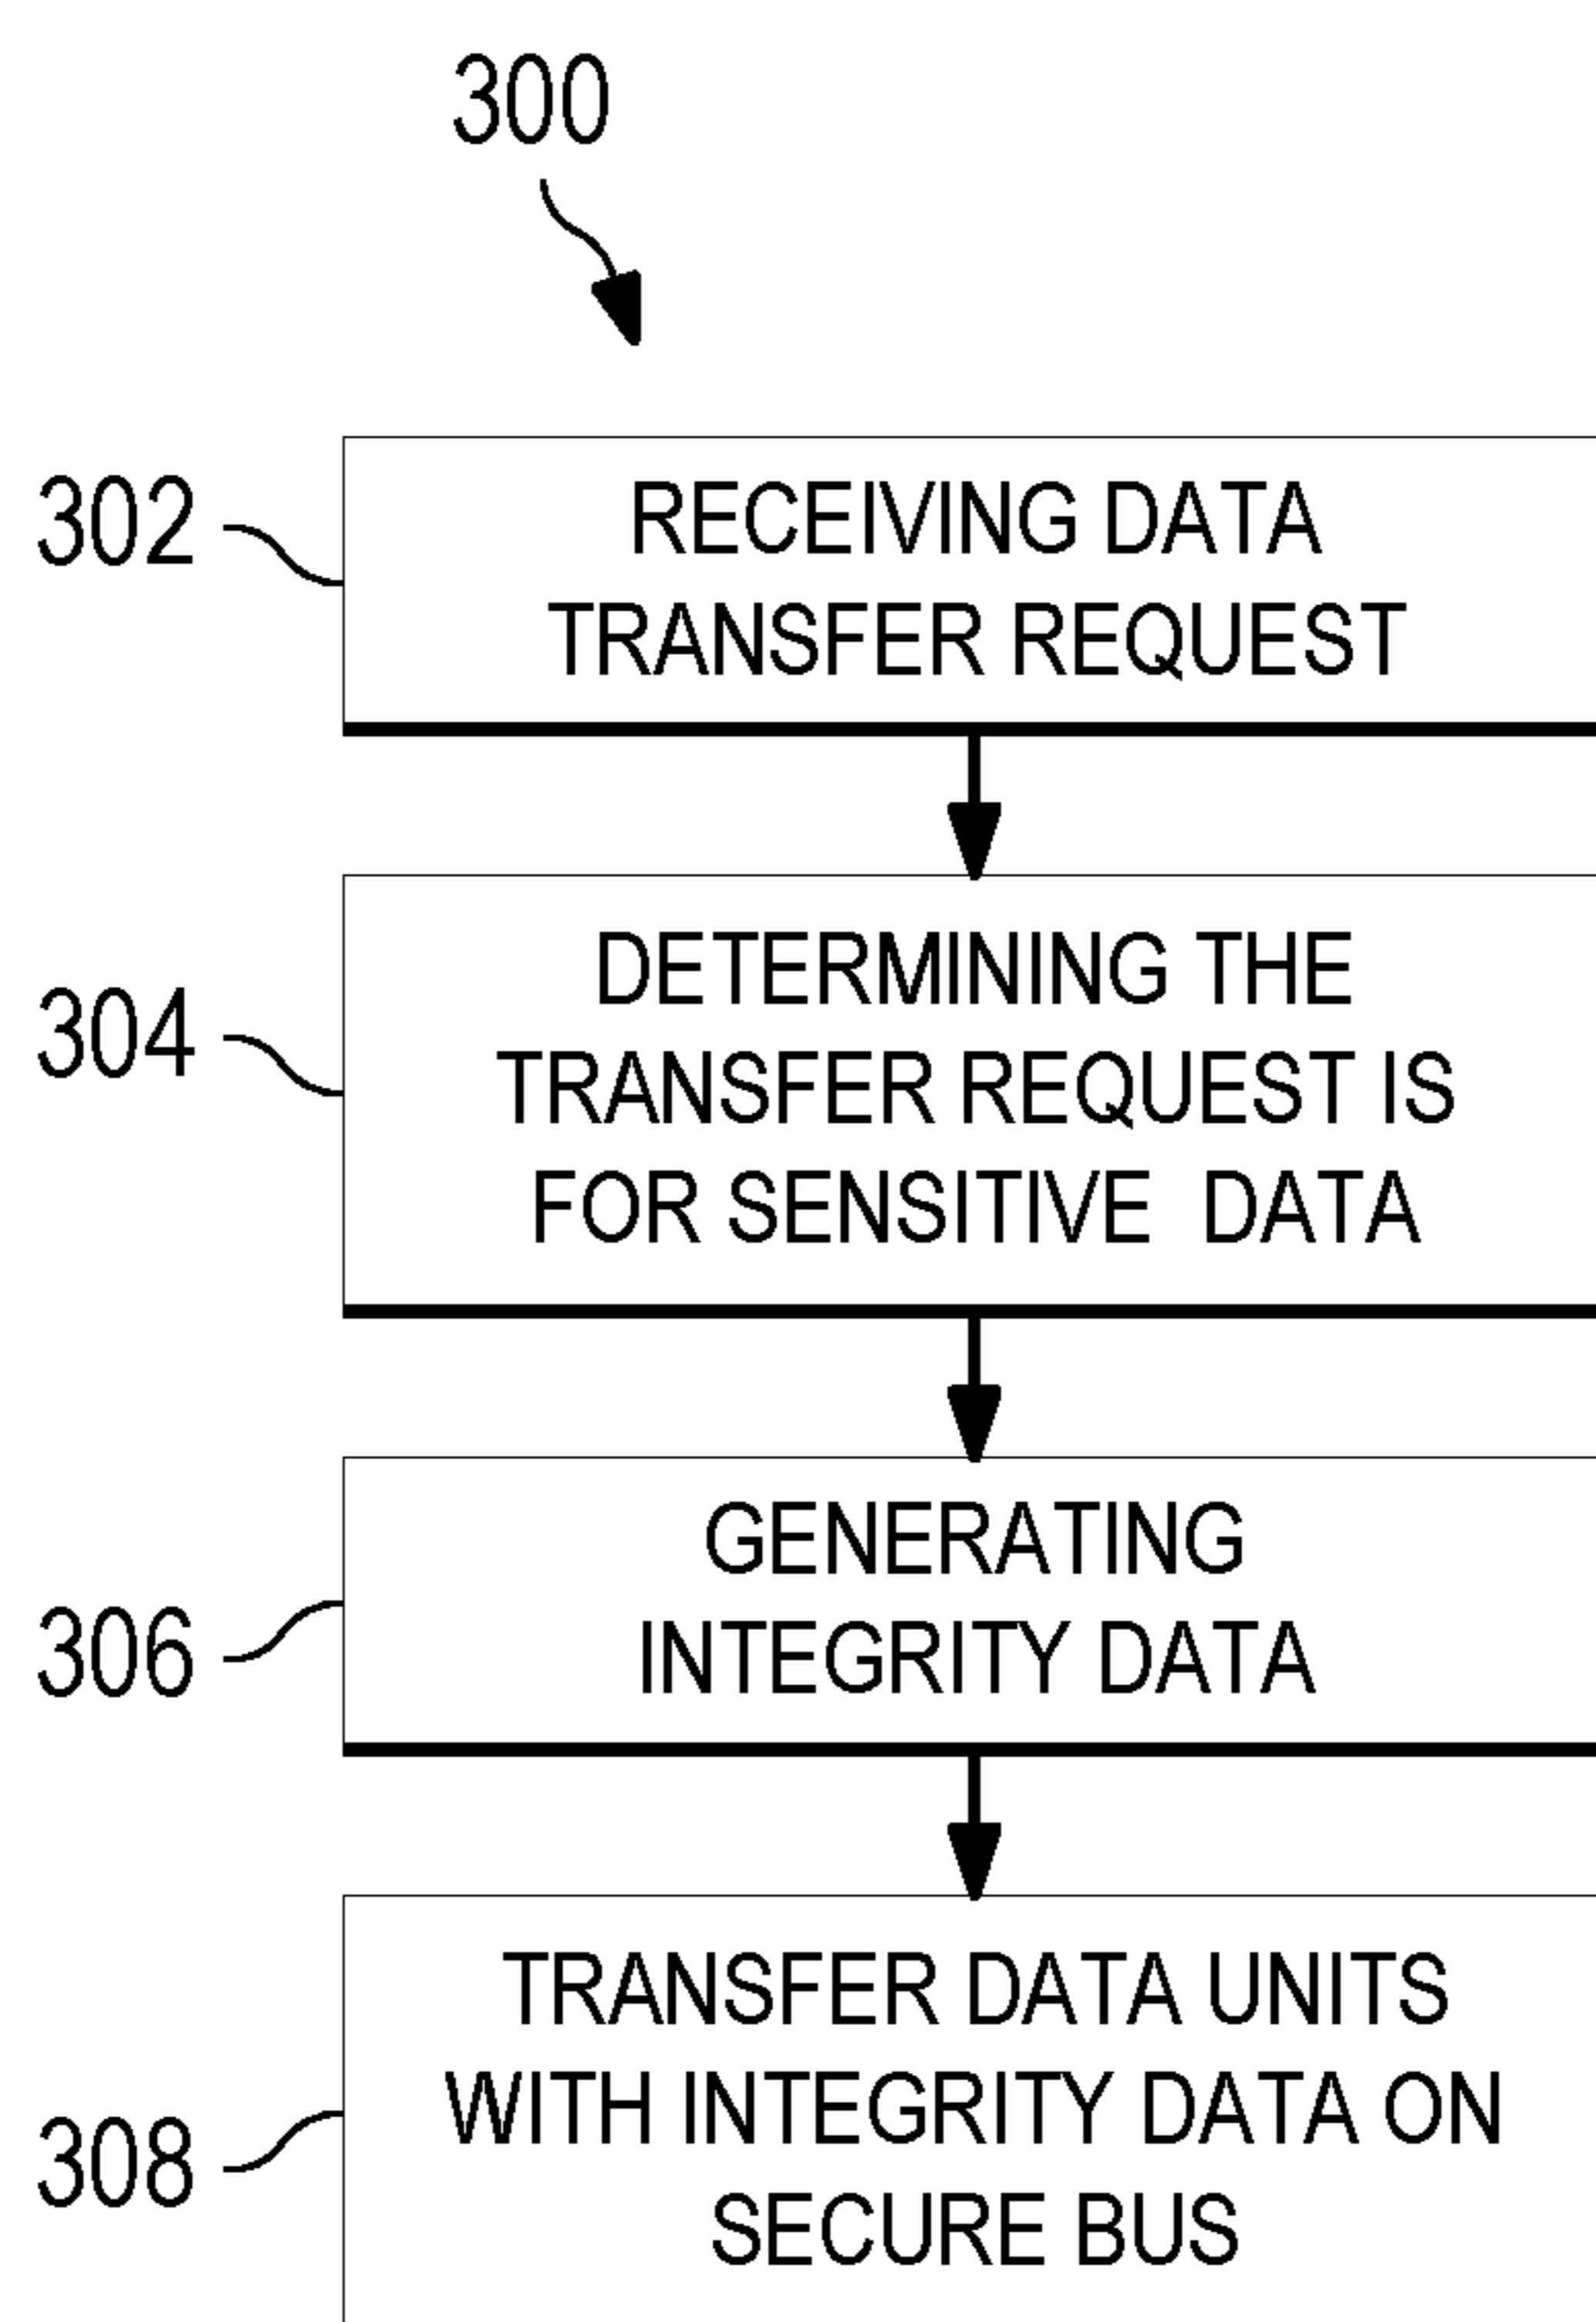 300
302
RECEIVING DATA
TRANSFER REQUEST
304
DETERMINING THE
TRANSFER REQUEST IS
FOR SENSITIVE DATA
306
GENERATING
INTEGRITY DATA
308
TRANSFER DATA UNITS
WITH INTEGRITY DATA ON
SECURE BUS